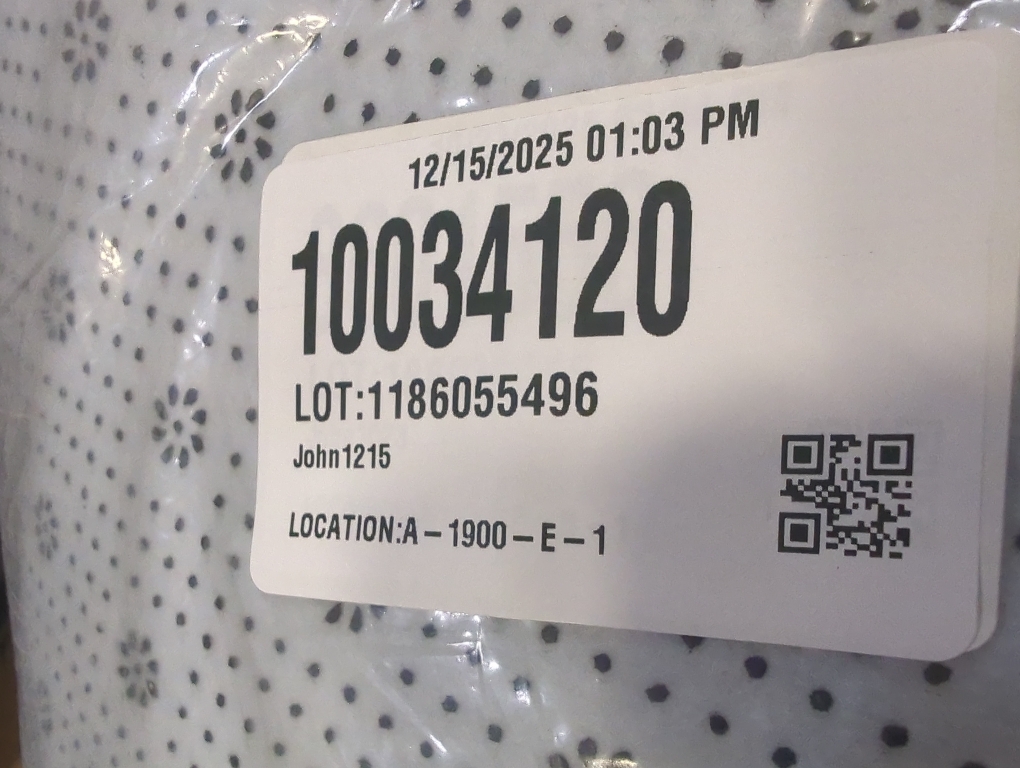 12/15/2025 01:03 PM
10034120
LOT:1186055496
John1215
LOCATION:A – 1900 – E – 1